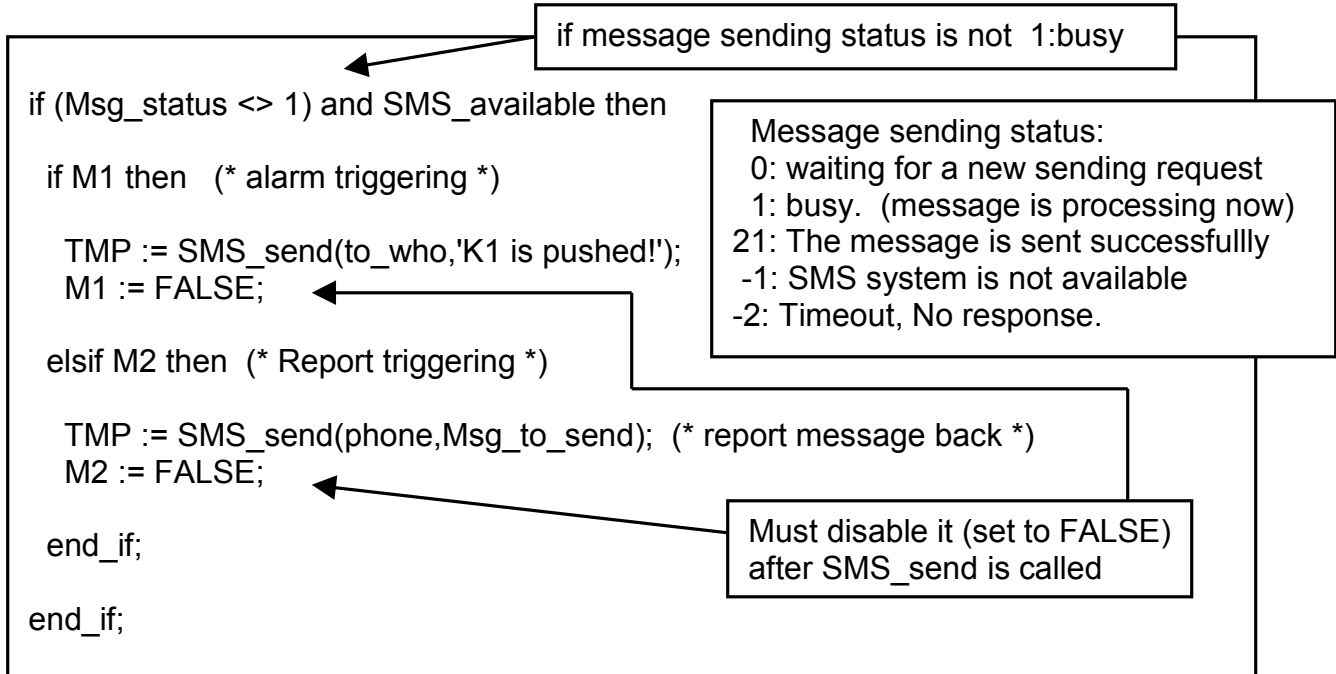 if message sending status is not 1:busy
if (Msg_status <> 1) and SMS_available then
Message sending status:
0: waiting for a new sending request
1: busy. (message is processing now)
21: The message is sent successfullly
-1: SMS system is not available
-2: Timeout, No response.
if M1 then (* alarm triggering *)
TMP := SMS_send(to_who,'K1 is pushed!');
M1 := FALSE;
elsif M2 then (* Report triggering *)
TMP := SMS_send(phone,Msg_to_send); (* report message back *)
M2 := FALSE;
Must disable it (set to FALSE)
after SMS_send is called
end_if;
end_if;